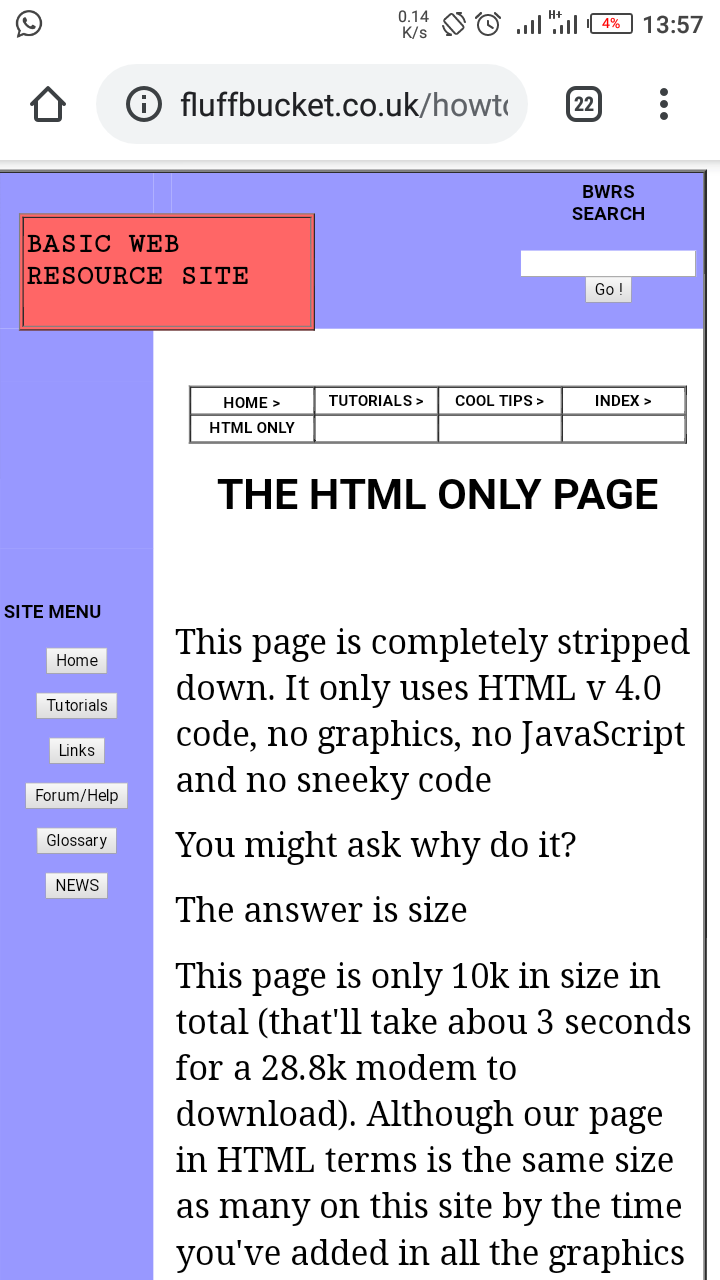 0.14
K/s
H+
4%
13:57
fluffbucket.co.uk/howto
22
BWRS
SEARCH
BASIC WEB
RESOURCE SITE
Go !
HOME > TUTORIALS > COOL TIPS > INDEX >
HTML ONLY
THE HTML ONLY PAGE
SITE MENU
Home
Tutorials
Links
Forum/Help
Glossary
NEWS
This page is completely stripped
down. It only uses HTML v 4.0
code, no graphics, no JavaScript
and no sneeky code
You might ask why do it?
The answer is size
This page is only 10k in size in
total (that'll take abou 3 seconds
for a 28.8k modem to
download). Although our page
in HTML terms is the same size
as many on this site by the time
you've added in all the graphics